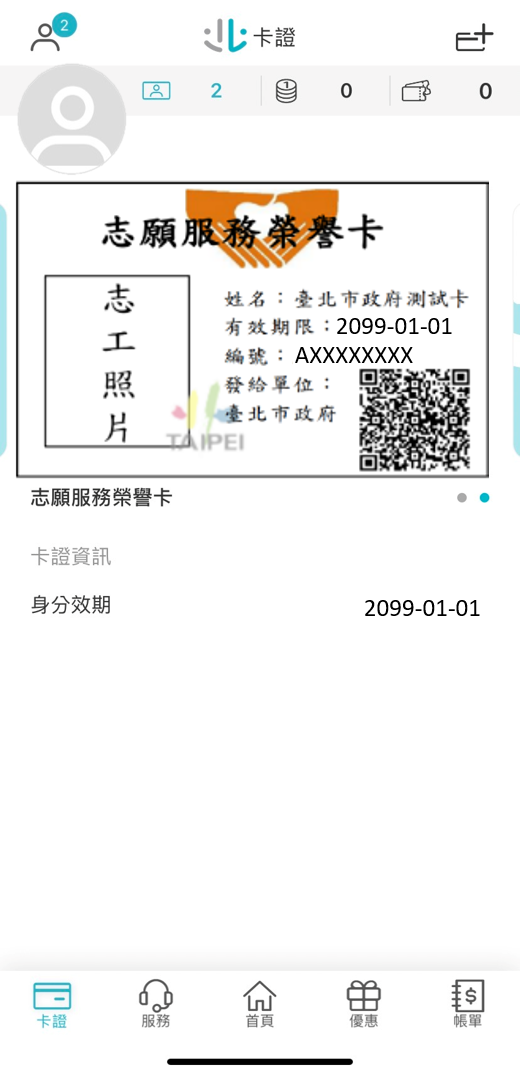 2
卡證
2
0
0
志願服務榮譽卡
志工照片
姓名：臺北市政府測試卡
有效期限：2099-01-01
編號：AXXXXXXXX
發給單位：
臺北市政府
TAIPEI
志願服務榮譽卡
卡證資訊
身分效期 2099-01-01
卡證 服務 首頁 優惠 帳單